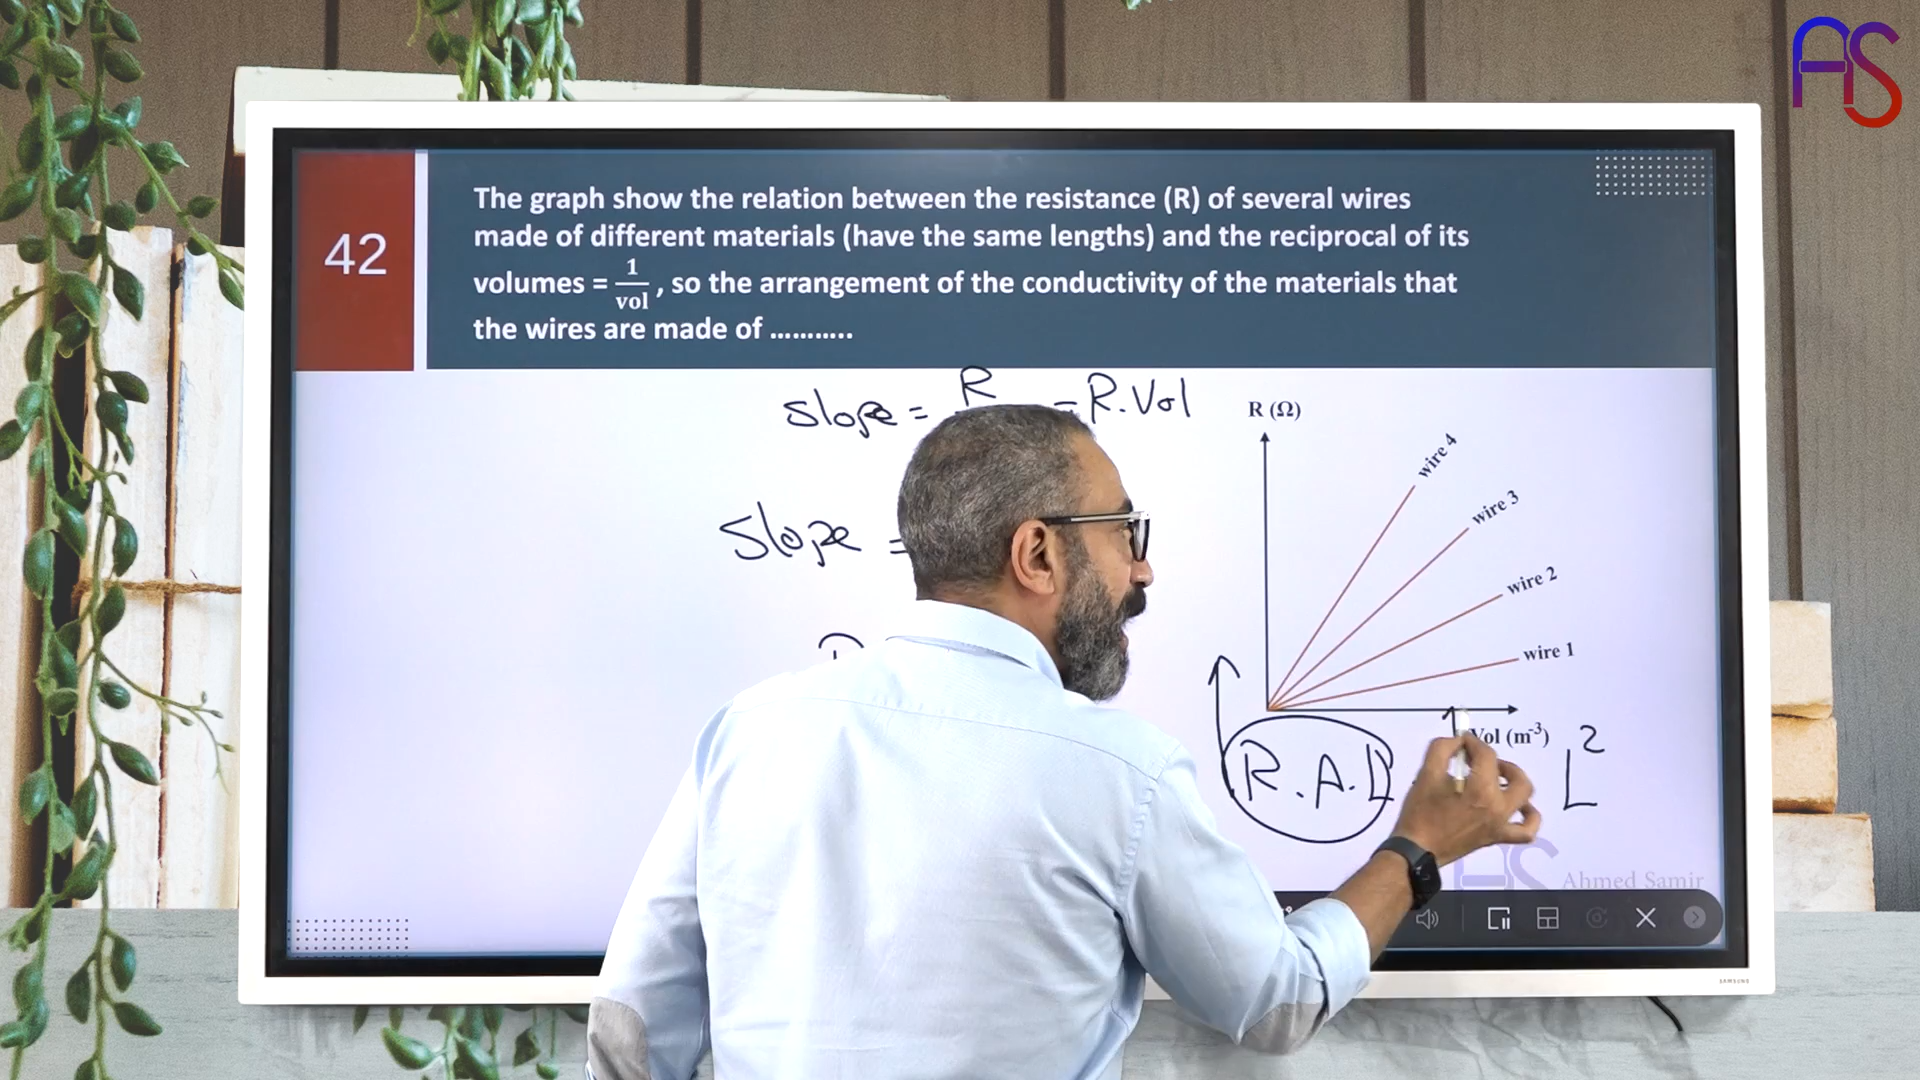 AS
42
The graph show the relation between the resistance (R) of several wires
made of different materials (have the same lengths) and the reciprocal of its
volumes = 1/vol , so the arrangement of the conductivity of the materials that
the wires are made of ...........
slope = R = R.Vol
R (Ω)
wire 4
wire 3
slope =
wire 2
wire 1
Vol (m⁻³)
R.A.L
L²
AS
Ahmed Samir
SAMSUNG